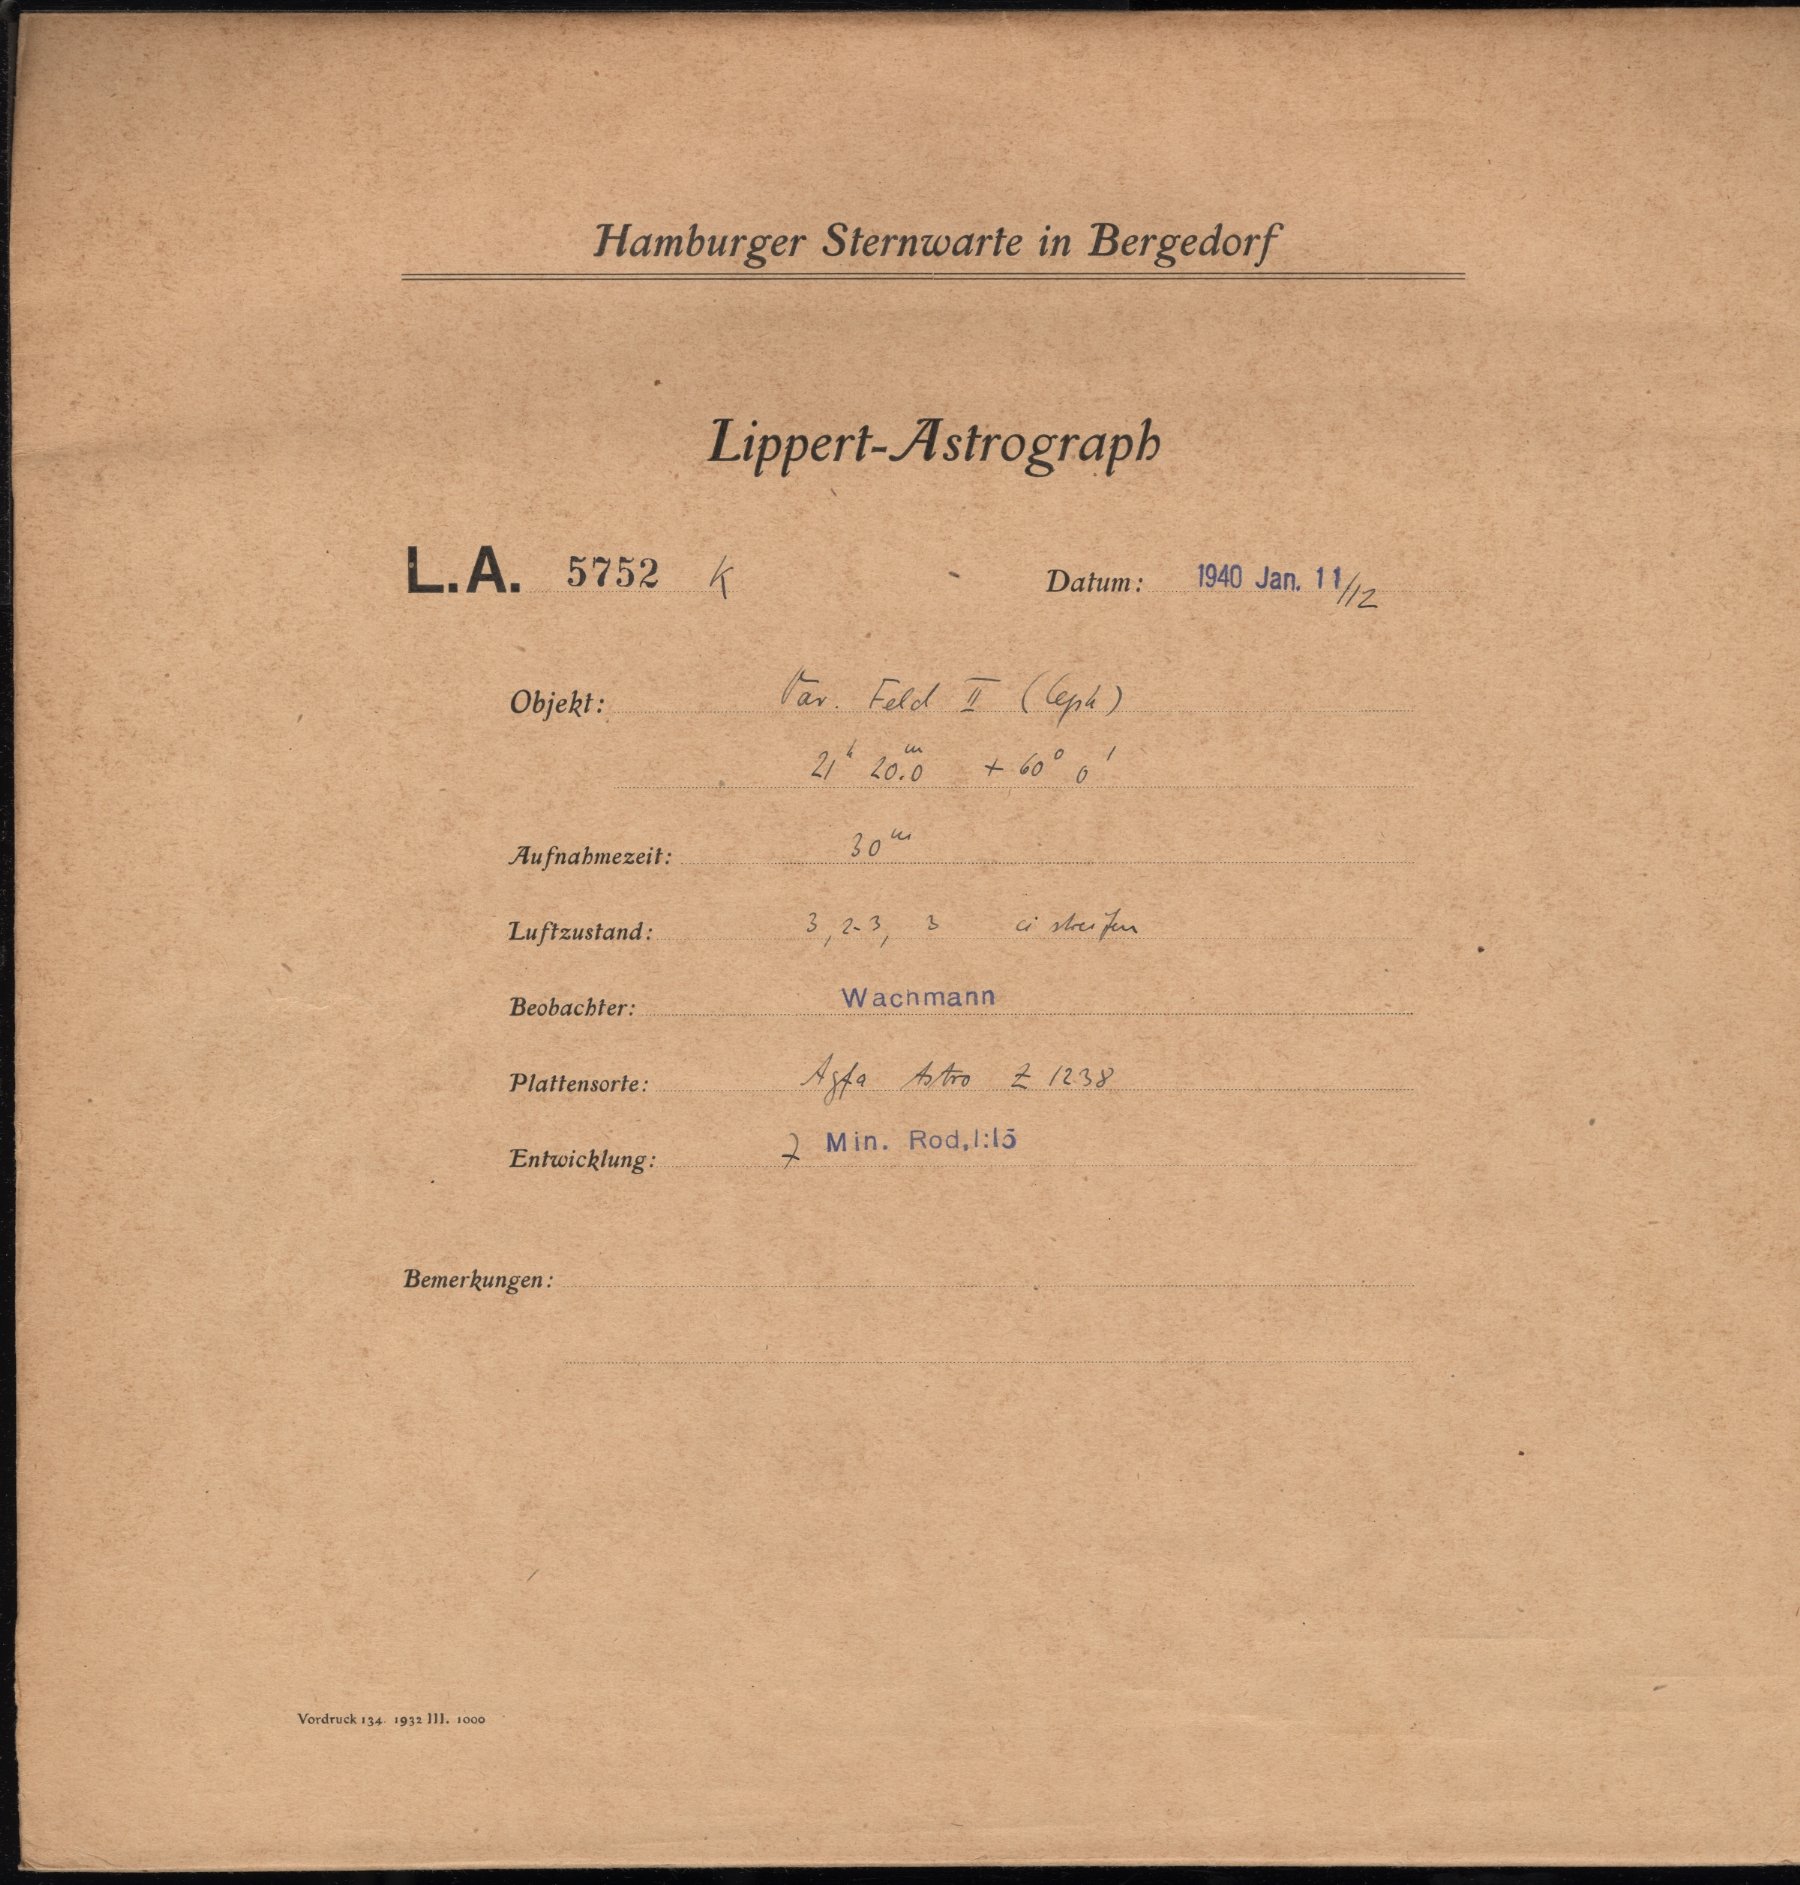 Hamburger Sternwarte in Bergedorf
Lippert-Astrograph
L.A. 5752 K Datum: 1940 Jan. 11/12
Objekt: Var. Feld II (Ceph)
21h 20.0m + 60° 0'
Aufnahmezeit: 30m
Luftzustand: 3, 2-3, 3 ci streifen
Beobachter: Wachmann
Plattensorte: Agfa Astro Z 1238
Entwicklung: 7 Min. Rod, 1:15
Bemerkungen:
Vordruck 134. 1932 III. 1000